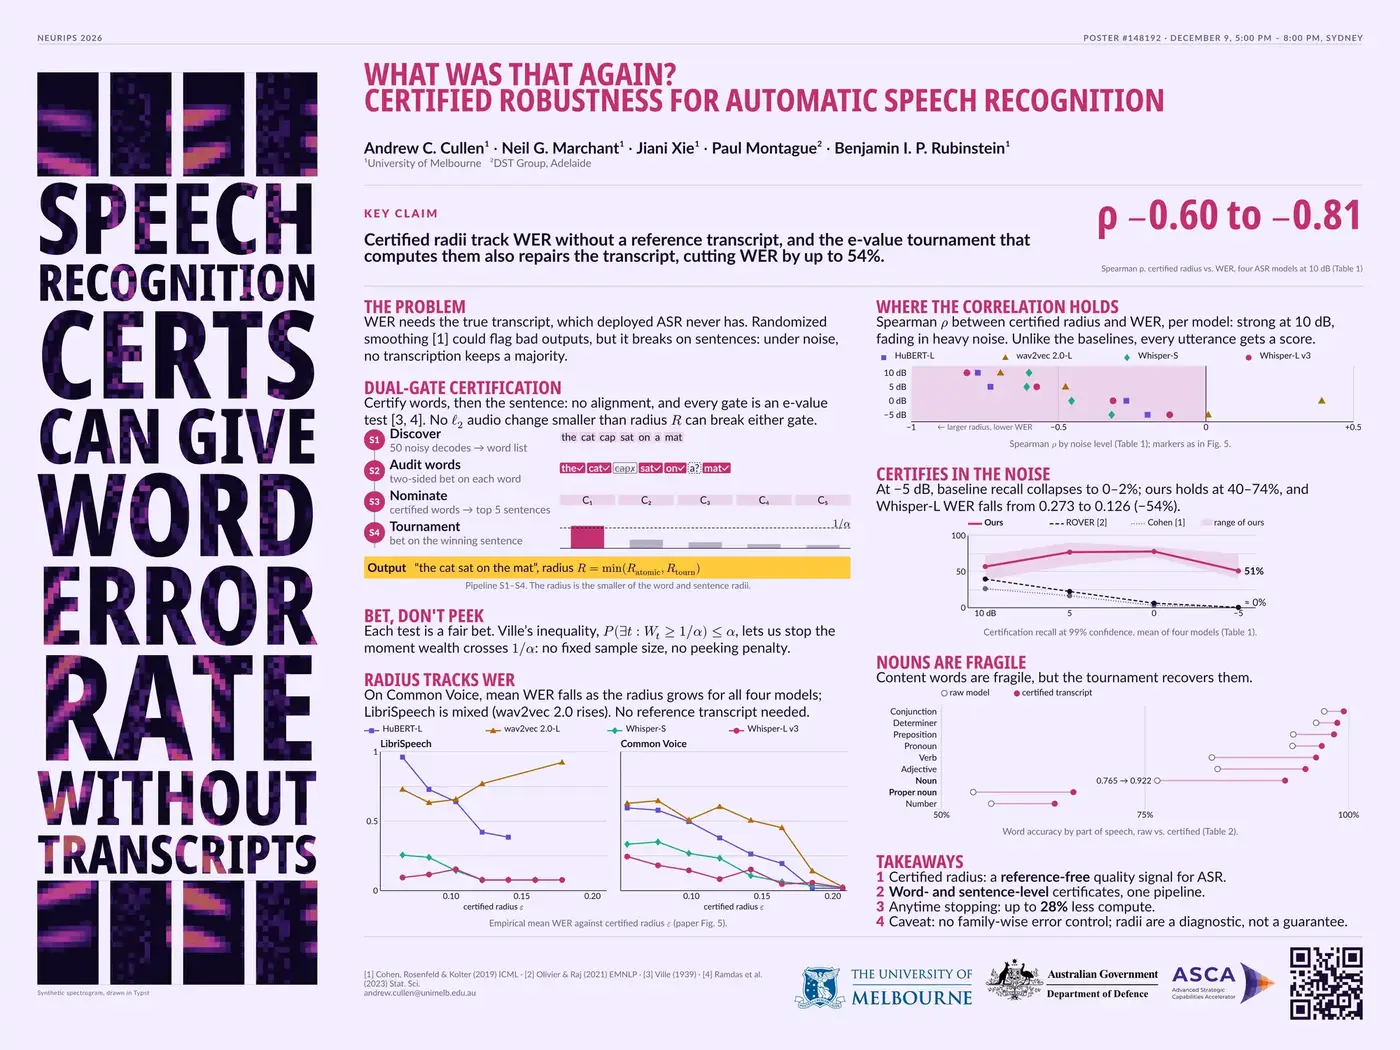 NEURIPS 2026
POSTER #148192 · DECEMBER 9, 5:00 PM – 8:00 PM, SYDNEY
SPEECH
RECOGNITION
CERTS
CAN GIVE
WORD
ERROR
RATE
WITHOUT
TRANSCRIPTS
Synthetic spectrogram, drawn in Typst
WHAT WAS THAT AGAIN?
CERTIFIED ROBUSTNESS FOR AUTOMATIC SPEECH RECOGNITION
Andrew C. Cullen¹ · Neil G. Marchant¹ · Jiani Xie¹ · Paul Montague² · Benjamin I. P. Rubinstein¹
¹University of Melbourne ²DST Group, Adelaide
KEY CLAIM
Certified radii track WER without a reference transcript, and the e-value tournament that
computes them also repairs the transcript, cutting WER by up to 54%.
ρ −0.60 to −0.81
Spearman ρ, certified radius vs. WER, four ASR models at 10 dB (Table 1)
THE PROBLEM
WER needs the true transcript, which deployed ASR never has. Randomized
smoothing [1] could flag bad outputs, but it breaks on sentences: under noise,
no transcription keeps a majority.
DUAL-GATE CERTIFICATION
Certify words, then the sentence: no alignment, and every gate is an e-value
test [3, 4]. No ℓ₂ audio change smaller than radius R can break either gate.
S1 Discover
50 noisy decodes → word list
the cat cap sat on a mat
S2 Audit words
two-sided bet on each word
the✓ cat✓ cap✗ sat✓ on✓ a? mat✓
S3 Nominate
certified words → top 5 sentences
C₁ C₂ C₃ C₄ C₅
S4 Tournament
bet on the winning sentence
1/α
Output "the cat sat on the mat", radius R = min(R_atomic, R_tourn)
Pipeline S1–S4. The radius is the smaller of the word and sentence radii.
BET, DON'T PEEK
Each test is a fair bet. Ville's inequality, P(∃t : W_t ≥ 1/α) ≤ α, lets us stop the
moment wealth crosses 1/α: no fixed sample size, no peeking penalty.
RADIUS TRACKS WER
On Common Voice, mean WER falls as the radius grows for all four models;
LibriSpeech is mixed (wav2vec 2.0 rises). No reference transcript needed.
HuBERT-L wav2vec 2.0-L Whisper-S Whisper-L v3
LibriSpeech Common Voice
1
0.5
0
0.10 0.15 0.20 0.10 0.15 0.20
certified radius ε certified radius ε
Empirical mean WER against certified radius ε (paper Fig. 5).
WHERE THE CORRELATION HOLDS
Spearman ρ between certified radius and WER, per model: strong at 10 dB,
fading in heavy noise. Unlike the baselines, every utterance gets a score.
HuBERT-L wav2vec 2.0-L Whisper-S Whisper-L v3
10 dB
5 dB
0 dB
−5 dB
−1 ← larger radius, lower WER −0.5 0 +0.5
Spearman ρ by noise level (Table 1); markers as in Fig. 5.
CERTIFIES IN THE NOISE
At −5 dB, baseline recall collapses to 0–2%; ours holds at 40–74%, and
Whisper-L WER falls from 0.273 to 0.126 (−54%).
Ours ROVER [2] Cohen [1] range of ours
100
50
0
51%
≈ 0%
10 dB 5 0 −5
Certification recall at 99% confidence, mean of four models (Table 1).
NOUNS ARE FRAGILE
Content words are fragile, but the tournament recovers them.
raw model certified transcript
Conjunction
Determiner
Preposition
Pronoun
Verb
Adjective
Noun 0.765 → 0.922
Proper noun
Number
50% 75% 100%
Word accuracy by part of speech, raw vs. certified (Table 2).
TAKEAWAYS
1 Certified radius: a reference-free quality signal for ASR.
2 Word- and sentence-level certificates, one pipeline.
3 Anytime stopping: up to 28% less compute.
4 Caveat: no family-wise error control; radii are a diagnostic, not a guarantee.
[1] Cohen, Rosenfeld & Kolter (2019) ICML · [2] Olivier & Raj (2021) EMNLP · [3] Ville (1939) · [4] Ramdas et al.
(2023) Stat. Sci.
andrew.cullen@unimelb.edu.au
THE UNIVERSITY OF
MELBOURNE
Australian Government
Department of Defence
ASCA
Advanced Strategic
Capabilities Accelerator